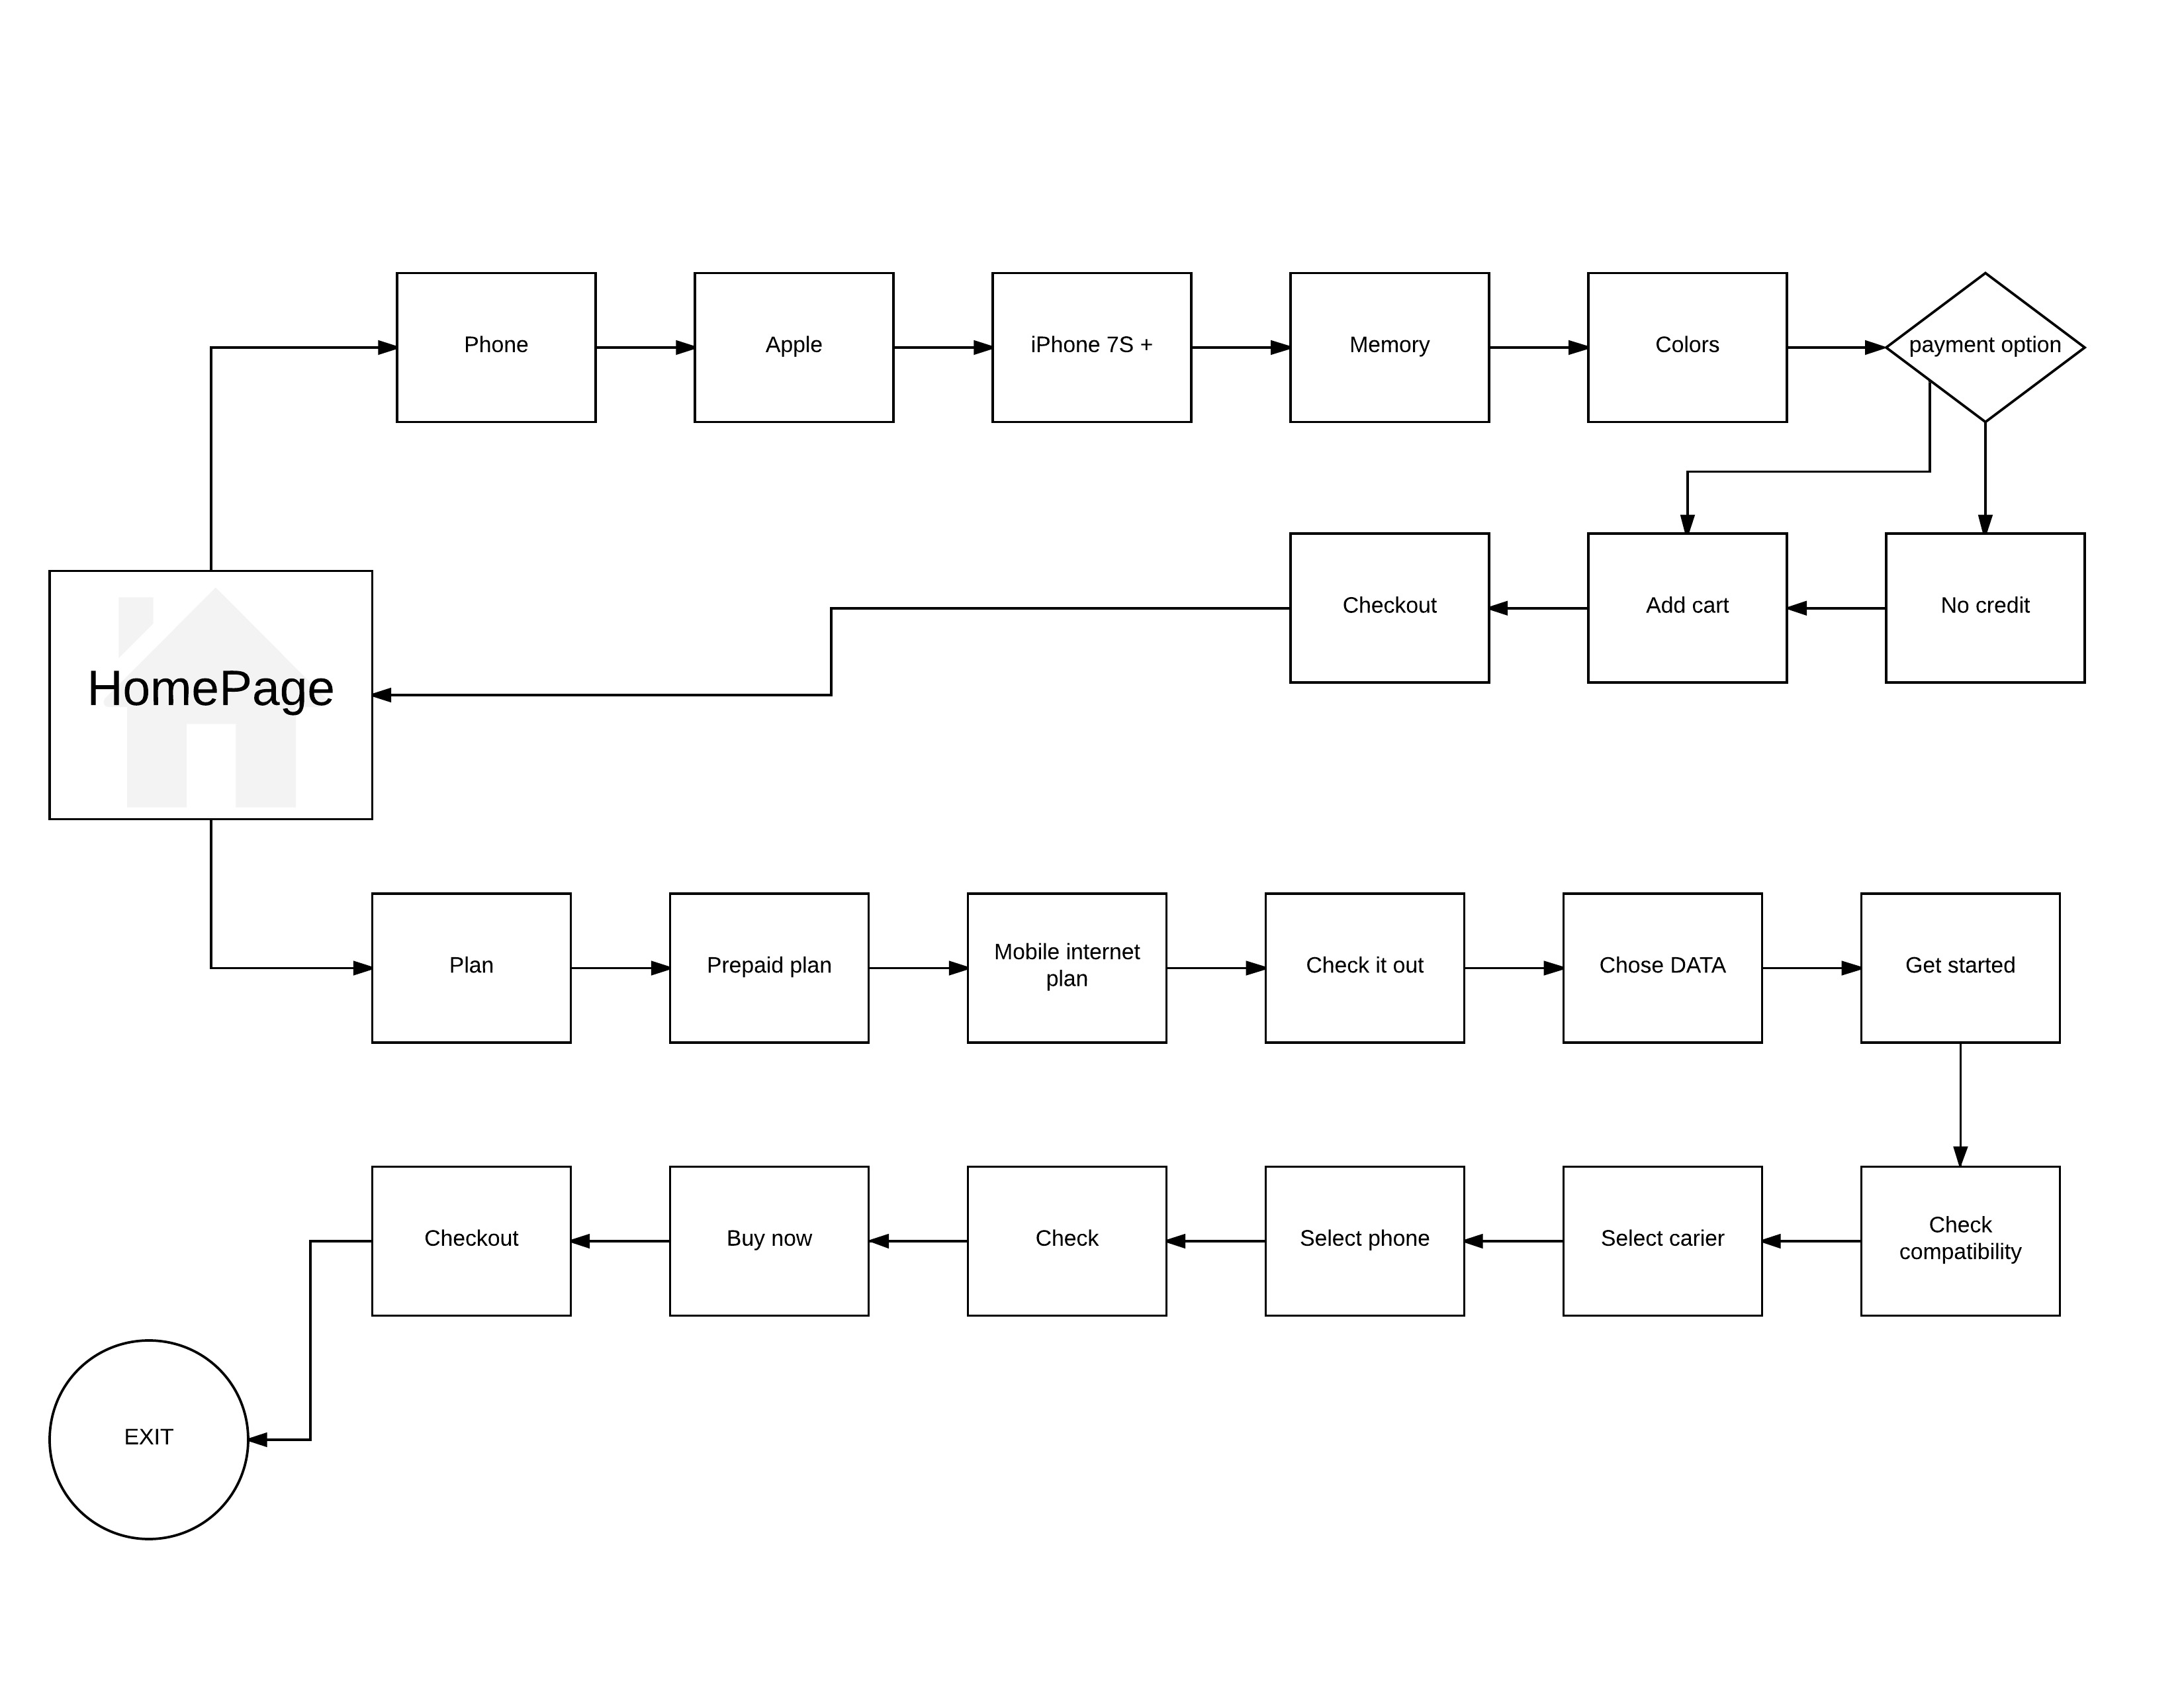 Phone
Apple
iPhone 7S +
Memory
Colors
payment option
Checkout
Add cart
No credit
HomePage
Plan
Prepaid plan
Mobile internet
plan
Check it out
Chose DATA
Get started
Checkout
Buy now
Check
Select phone
Select carier
Check
compatibility
EXIT